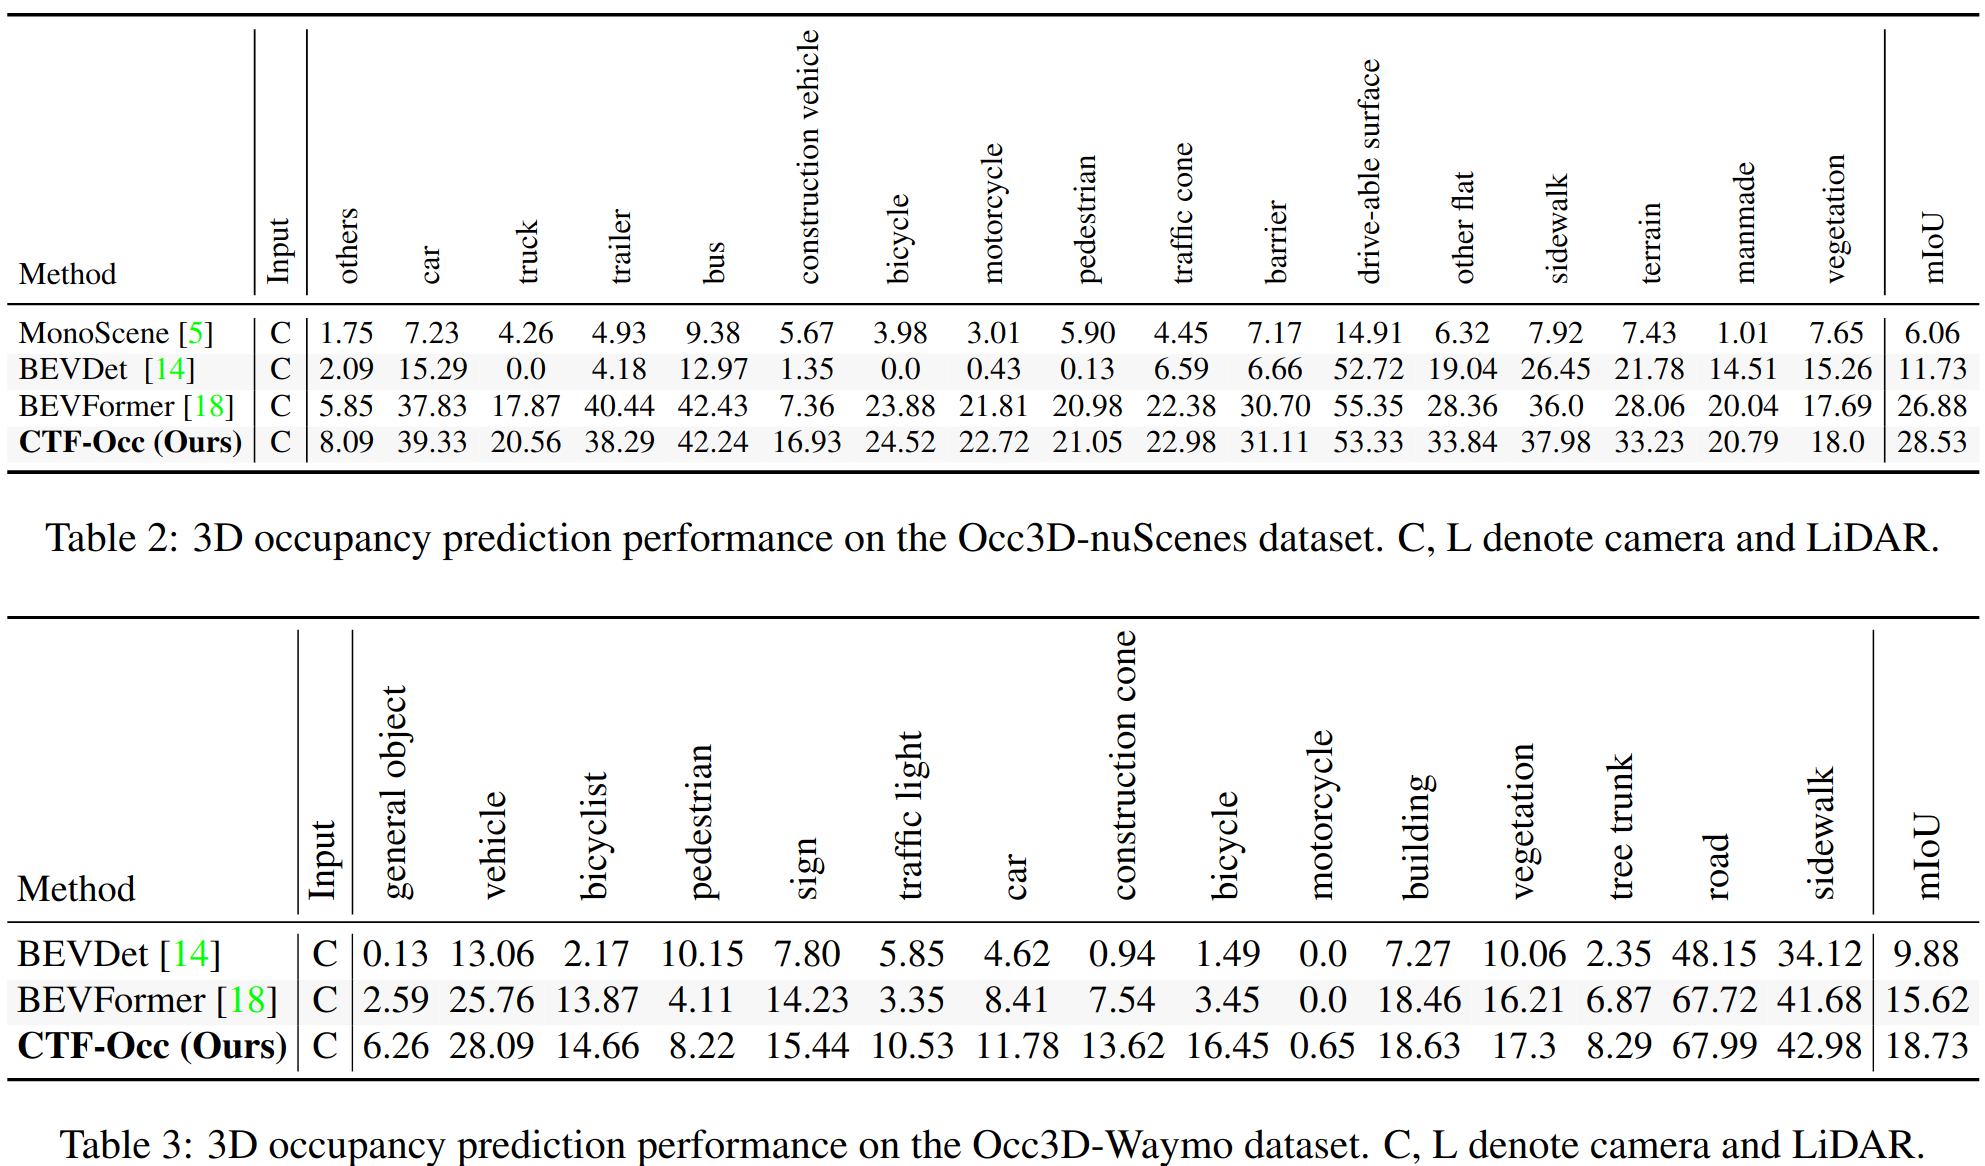 Method Input others car truck trailer bus construction vehicle bicycle motorcycle pedestrian traffic cone barrier drive-able surface other flat sidewalk terrain manmade vegetation mIoU
MonoScene [5] C 1.75 7.23 4.26 4.93 9.38 5.67 3.98 3.01 5.90 4.45 7.17 14.91 6.32 7.92 7.43 1.01 7.65 6.06
BEVDet [14] C 2.09 15.29 0.0 4.18 12.97 1.35 0.0 0.43 0.13 6.59 6.66 52.72 19.04 26.45 21.78 14.51 15.26 11.73
BEVFormer [18] C 5.85 37.83 17.87 40.44 42.43 7.36 23.88 21.81 20.98 22.38 30.70 55.35 28.36 36.0 28.06 20.04 17.69 26.88
CTF-Occ (Ours) C 8.09 39.33 20.56 38.29 42.24 16.93 24.52 22.72 21.05 22.98 31.11 53.33 33.84 37.98 33.23 20.79 18.0 28.53
Table 2: 3D occupancy prediction performance on the Occ3D-nuScenes dataset. C, L denote camera and LiDAR.
Method Input general object vehicle bicyclist pedestrian sign traffic light car construction cone bicycle motorcycle building vegetation tree trunk road sidewalk mIoU
BEVDet [14] C 0.13 13.06 2.17 10.15 7.80 5.85 4.62 0.94 1.49 0.0 7.27 10.06 2.35 48.15 34.12 9.88
BEVFormer [18] C 2.59 25.76 13.87 4.11 14.23 3.35 8.41 7.54 3.45 0.0 18.46 16.21 6.87 67.72 41.68 15.62
CTF-Occ (Ours) C 6.26 28.09 14.66 8.22 15.44 10.53 11.78 13.62 16.45 0.65 18.63 17.3 8.29 67.99 42.98 18.73
Table 3: 3D occupancy prediction performance on the Occ3D-Waymo dataset. C, L denote camera and LiDAR.